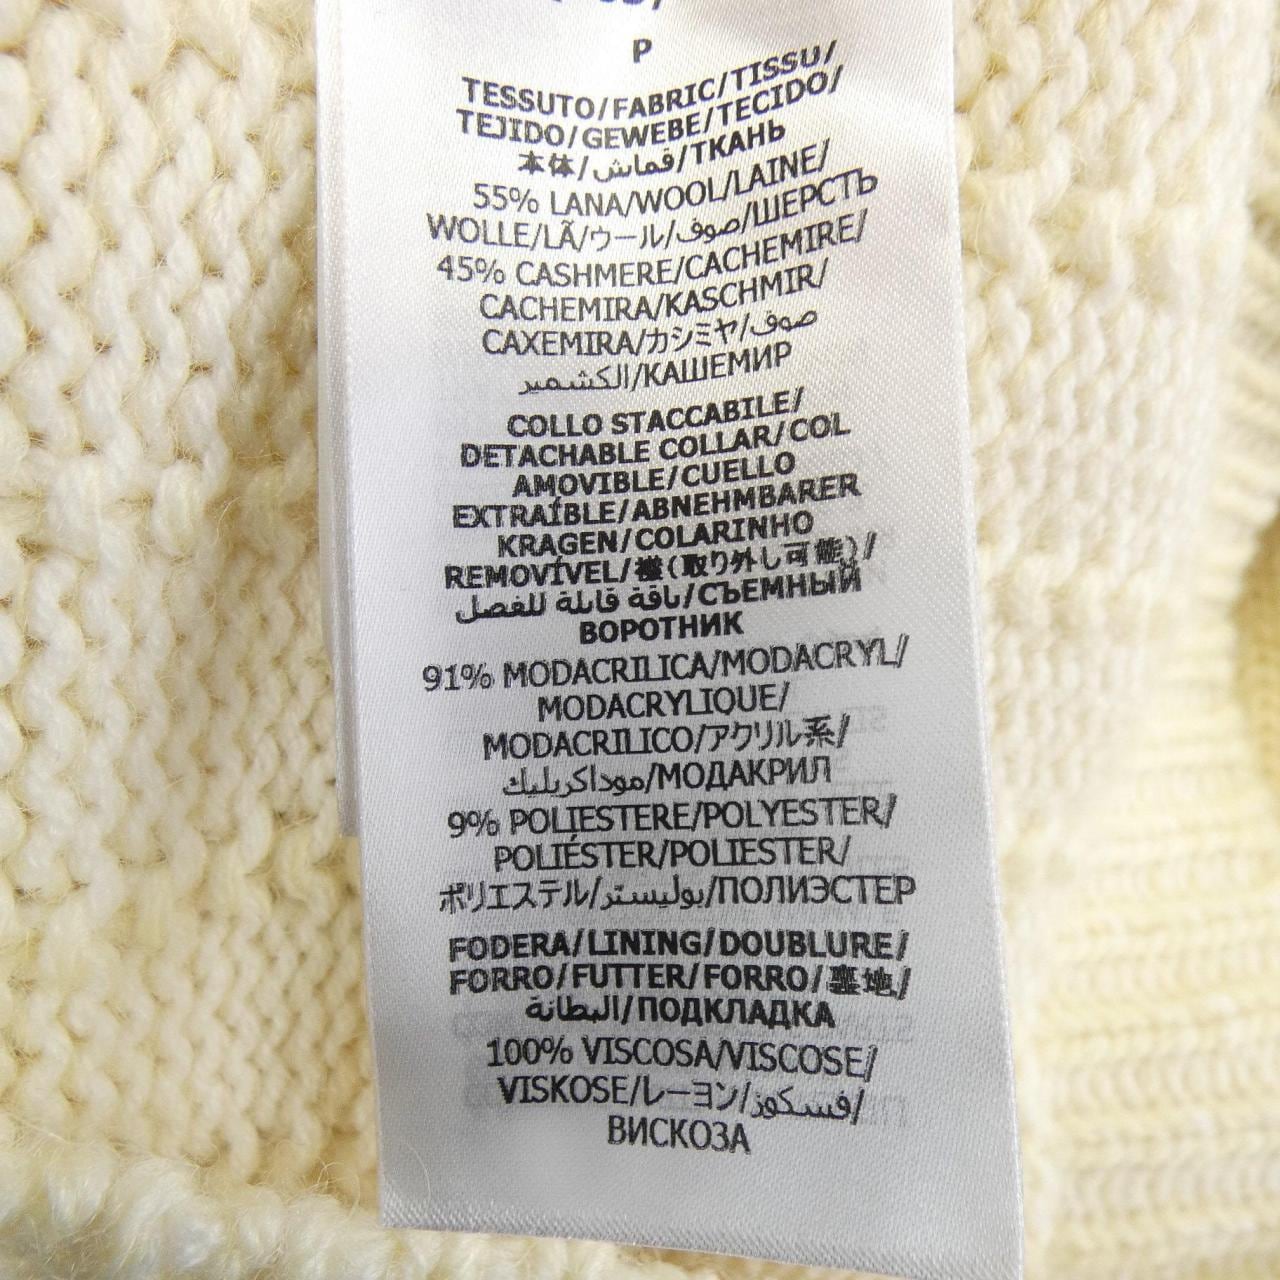 P
TESSUTO/FABRIC/TISSU/
TEJIDO/GEWEBE/TECIDO/
本体/قماش/ТКАНЬ
55% LANA/WOOL/LAINE/
WOLLE/LÃ/ウール/صوف/ШЕРСТЬ
45% CASHMERE/CACHEMIRE/
CACHEMIRA/KASCHMIR/
CAXEMIRA/カシミヤ/صوف
الكشمير/КАШЕМИР
COLLO STACCABILE/
DETACHABLE COLLAR/COL
AMOVIBLE/CUELLO
EXTRAÍBLE/ABNEHMBARER
KRAGEN/COLARINHO
REMOVÍVEL/襟(取り外し可能)/
ياقة قابلة للفصل/СЪЕМНЫЙ
ВОРОТНИК
91% MODACRILICA/MODACRYL/
MODACRYLIQUE/
MODACRILICO/アクリル系/
موداكريليك/МОДАКРИЛ
9% POLIESTERE/POLYESTER/
POLIÉSTER/POLIESTER/
ポリエステル/بوليستر/ПОЛИЭСТЕР
FODERA/LINING/DOUBLURE/
FORRO/FUTTER/FORRO/裏地/
البطانة/ПОДКЛАДКА
100% VISCOSA/VISCOSE/
VISKOSE/レーヨン/فسكوز/
ВИСКОЗА